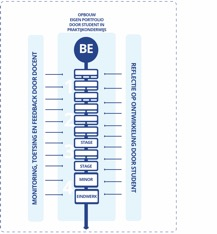 OPBOUW
EIGEN PORTFOLIO
DOOR STUDENT IN
PRAKTIJKONDERWIJS
BE
MONITORING, TOETSING EN FEEDBACK DOOR DOCENT
REFLECTIE OP ONTWIKKELING DOOR STUDENT
STAGE
STAGE
MINOR
EINDWERK